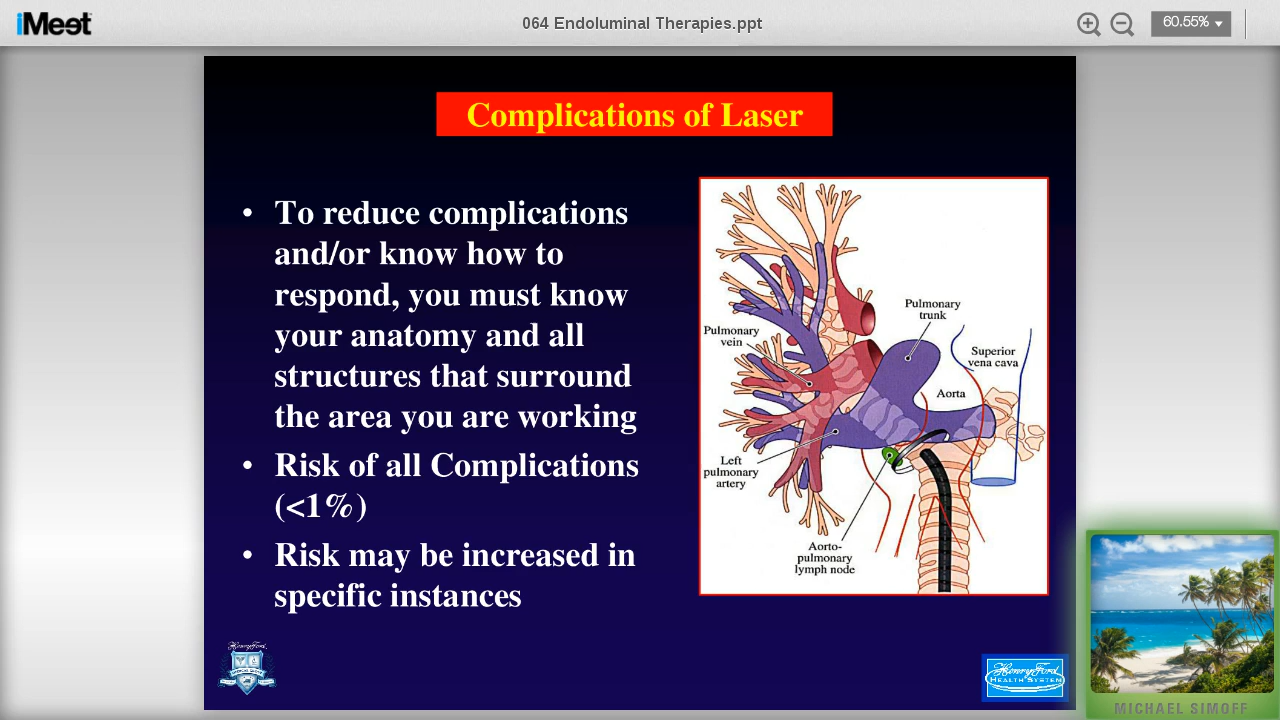 iMeet
064 Endoluminal Therapies.ppt
60.55%
Complications of Laser
• To reduce complications
and/or know how to
respond, you must know
your anatomy and all
structures that surround
the area you are working
• Risk of all Complications
(<1%)
• Risk may be increased in
specific instances
Pulmonary
trunk
Pulmonary
vein
Superior
vena cava
Aorta
Left
pulmonary
artery
Aorto-
pulmonary
lymph node
Henry Ford
Henry Ford
HEALTH SYSTEM
MICHAEL SIMOFF